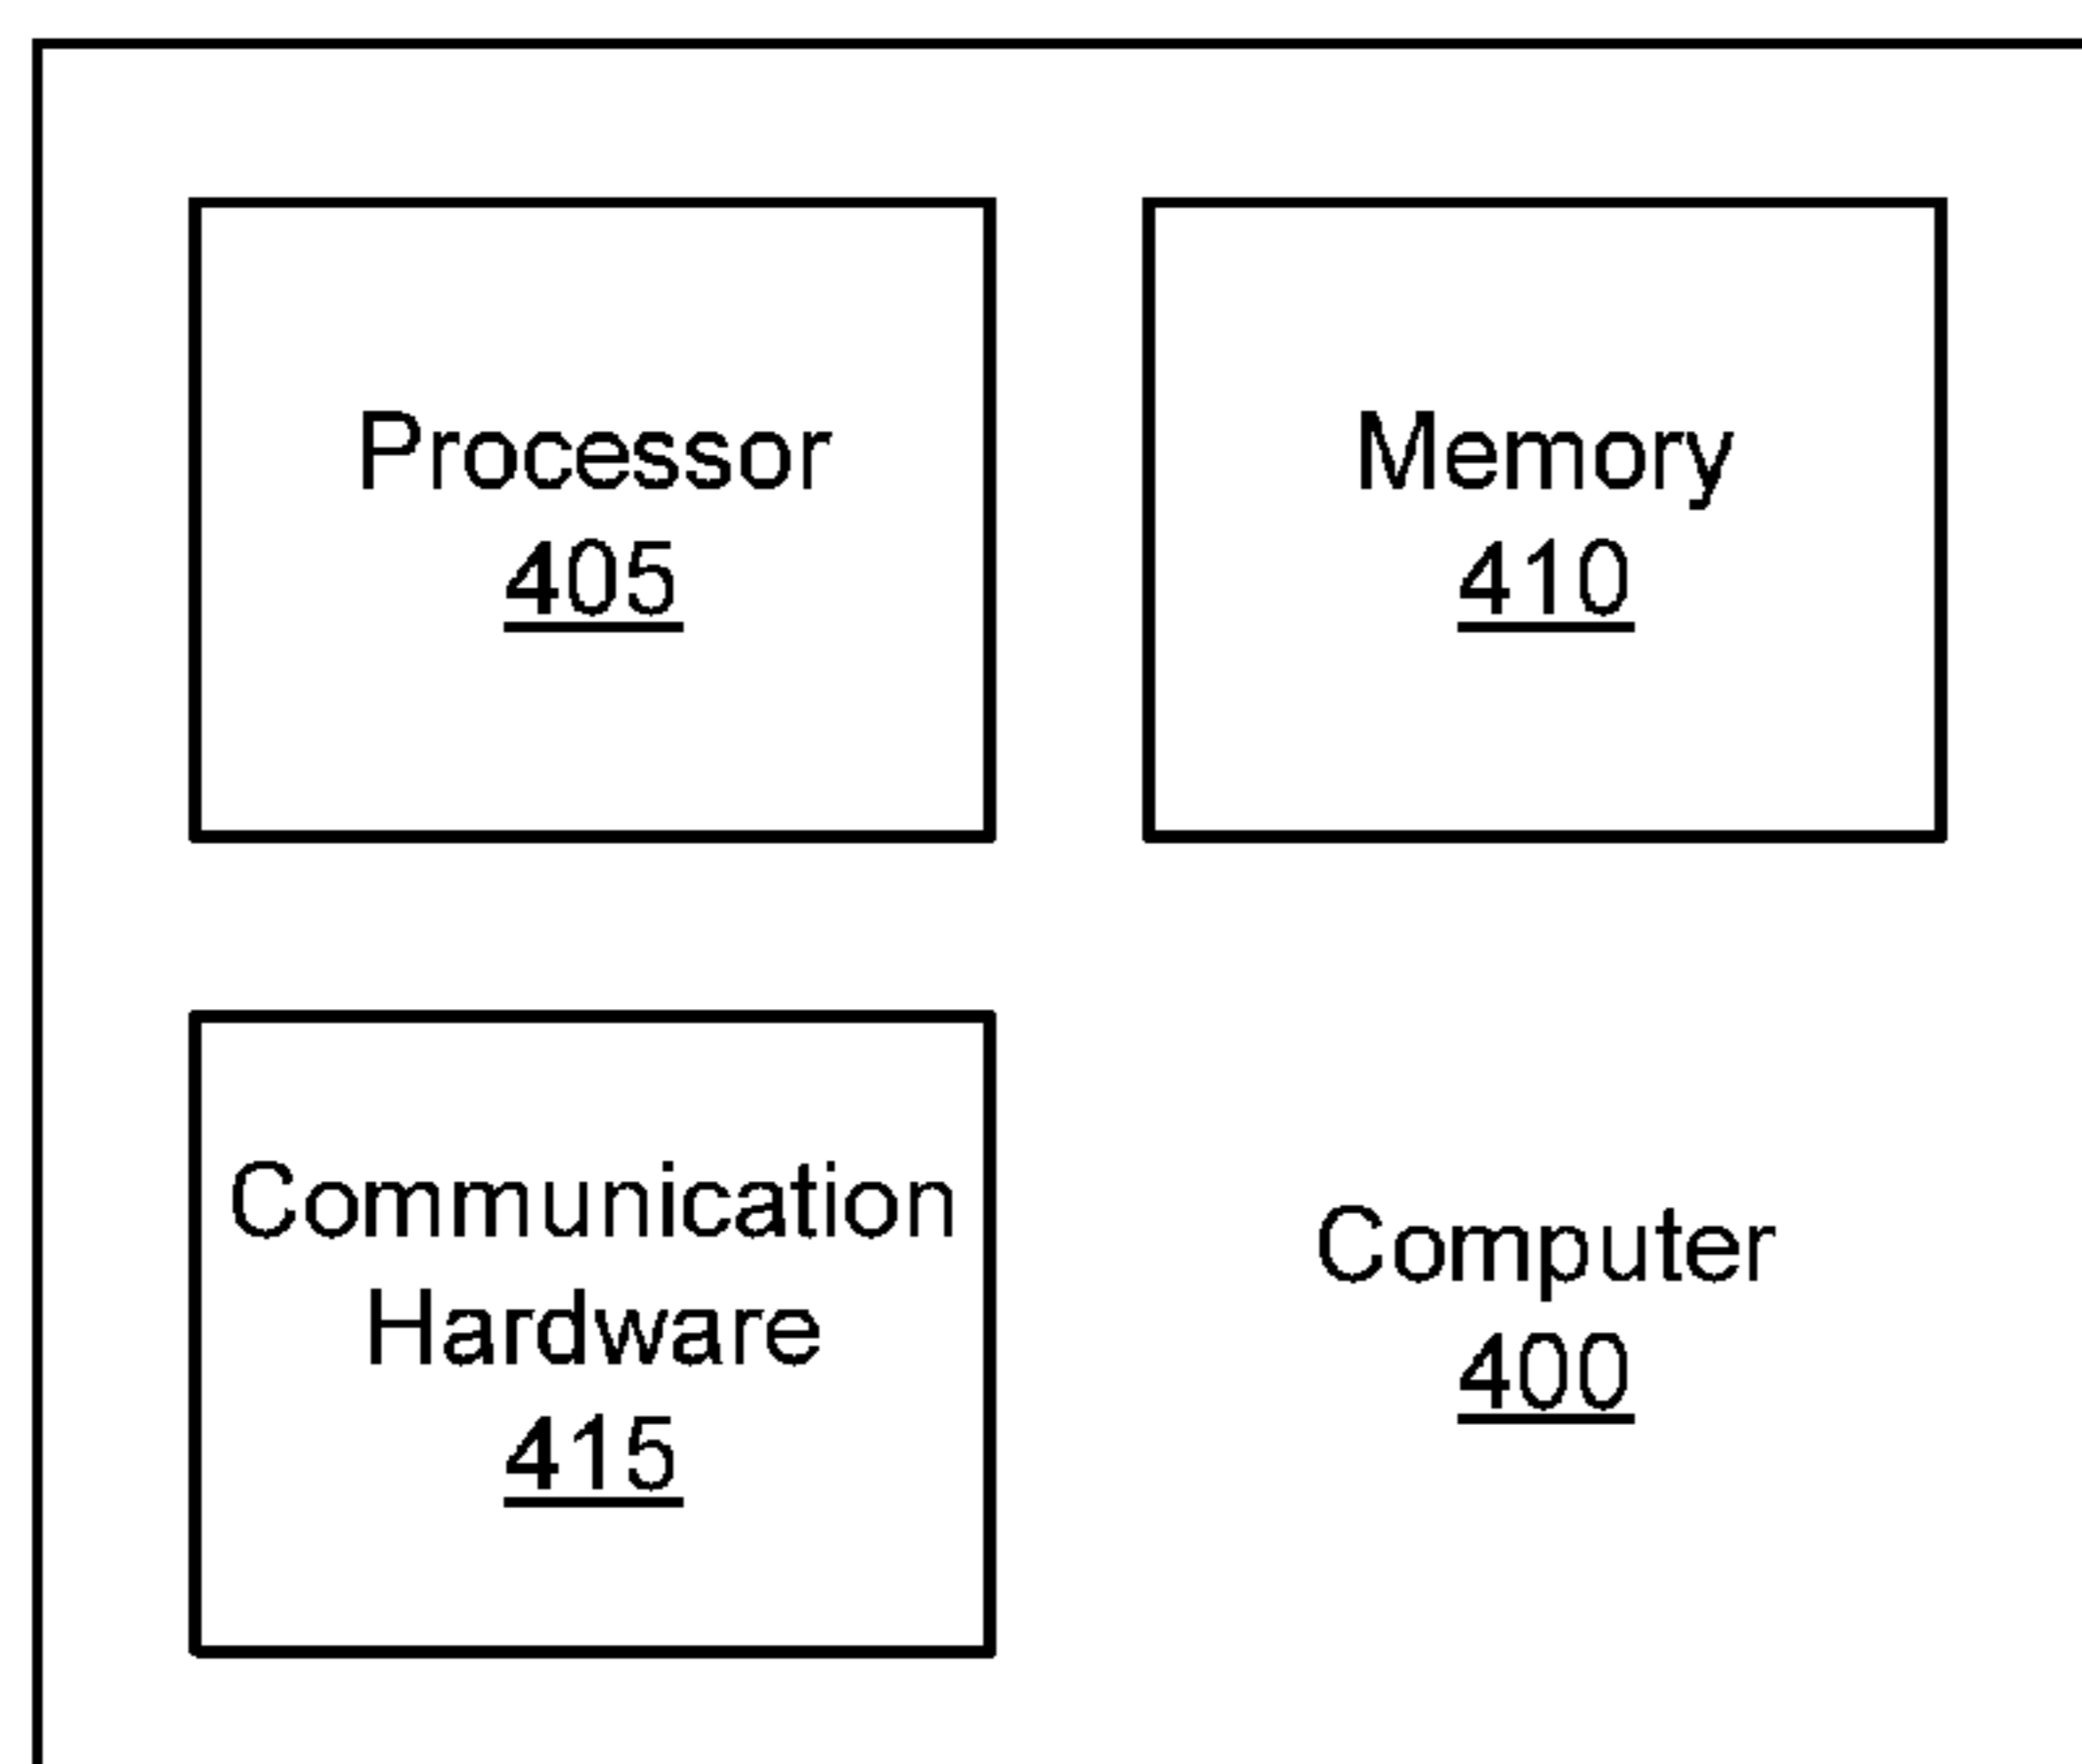 Processor
405
Memory
410
Communication
Hardware
415
Computer
400